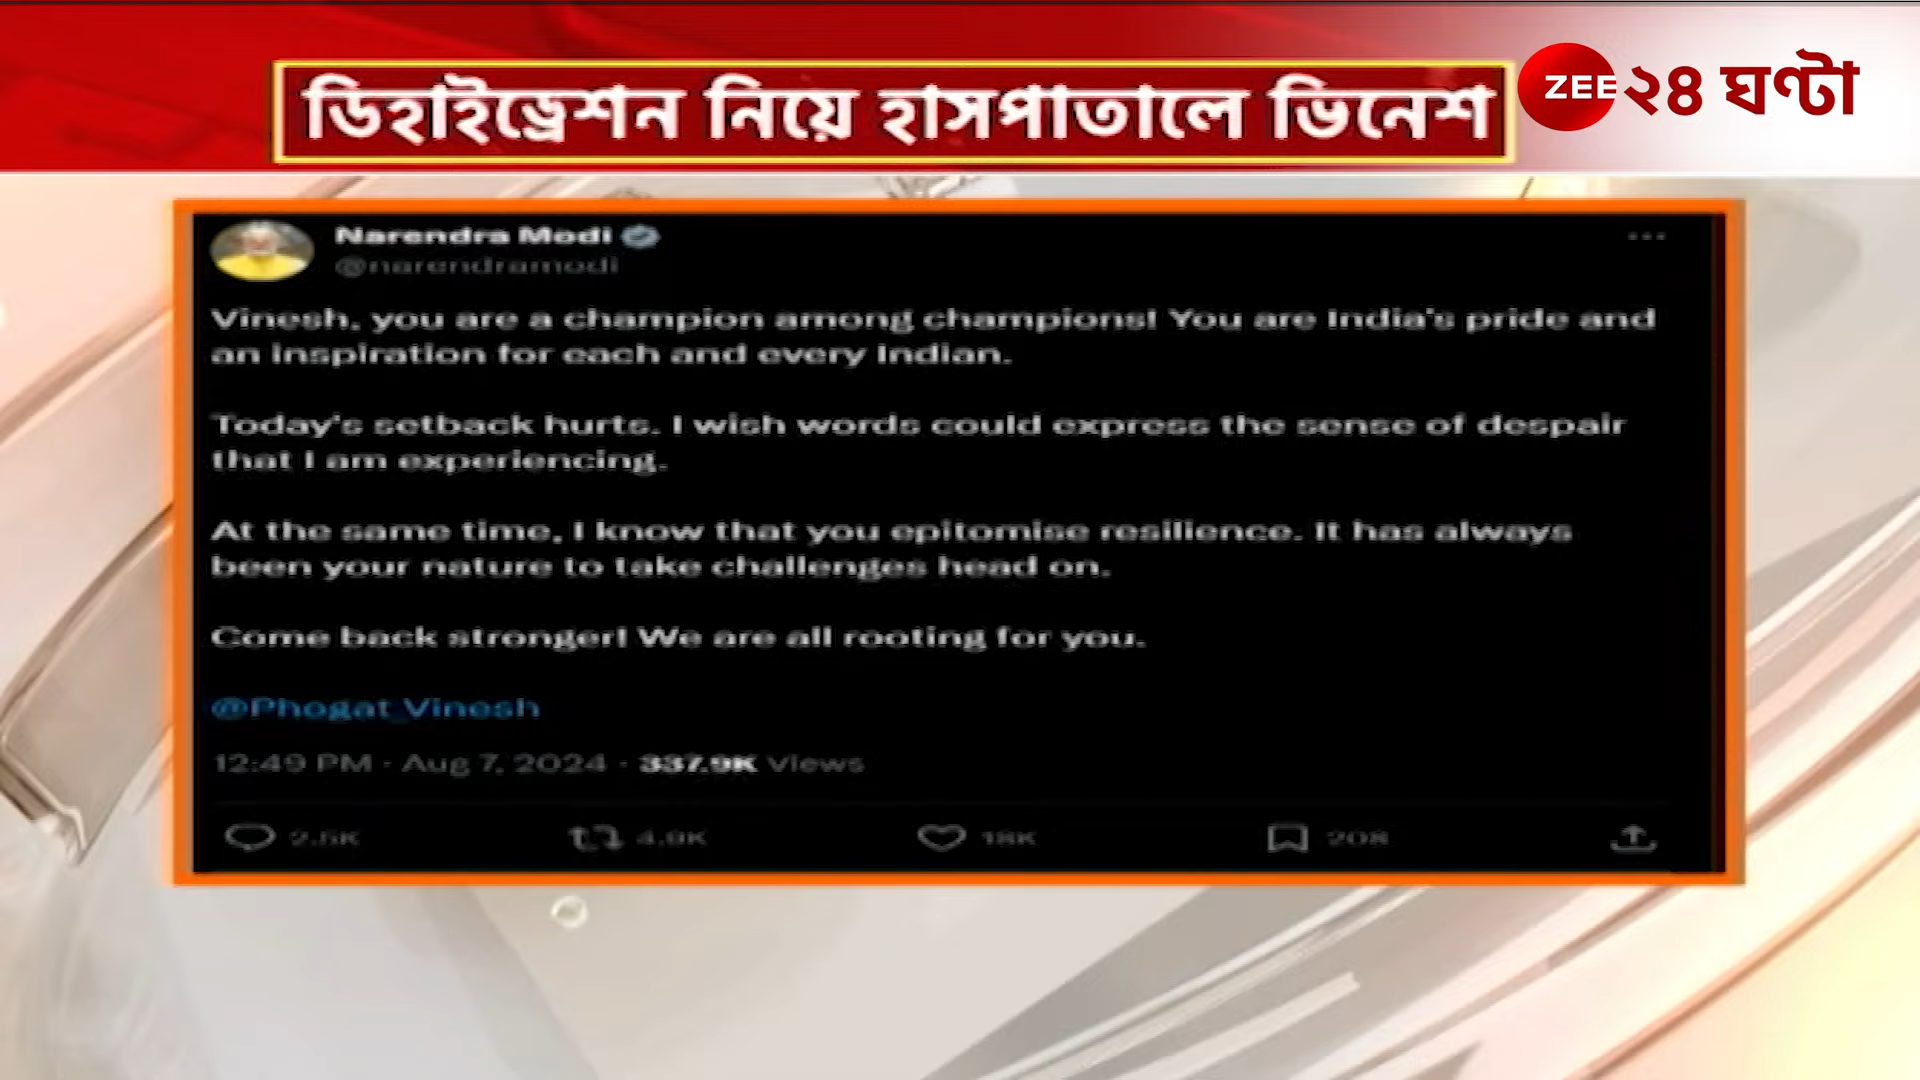 ডিহাইড্রেশন নিয়ে হাসপাতালে ভিনেশ
ZEE ২৪ ঘণ্টা
Narendra Modi
@narendramodi
Vinesh, you are a champion among champions! You are India's pride and
an inspiration for each and every Indian.
Today's setback hurts. I wish words could express the sense of despair
that I am experiencing.
At the same time, I know that you epitomise resilience. It has always
been your nature to take challenges head on.
Come back stronger! We are all rooting for you.
@Phogat_Vinesh
12:49 PM · Aug 7, 2024 · 337.9K Views
2.5K 4.9K 18K 208